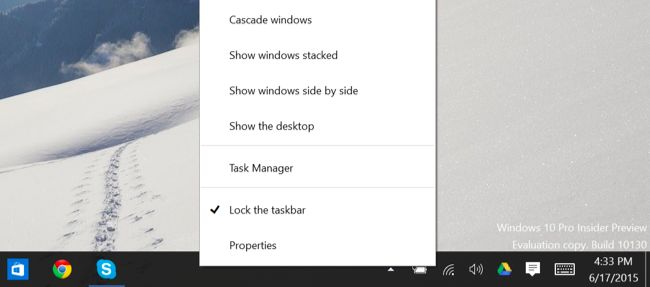 Cascade windows
Show windows stacked
Show windows side by side
Show the desktop
Task Manager
Lock the taskbar
Properties
Windows 10 Pro Insider Preview
Evaluation copy. Build 10130
4:33 PM
6/17/2015